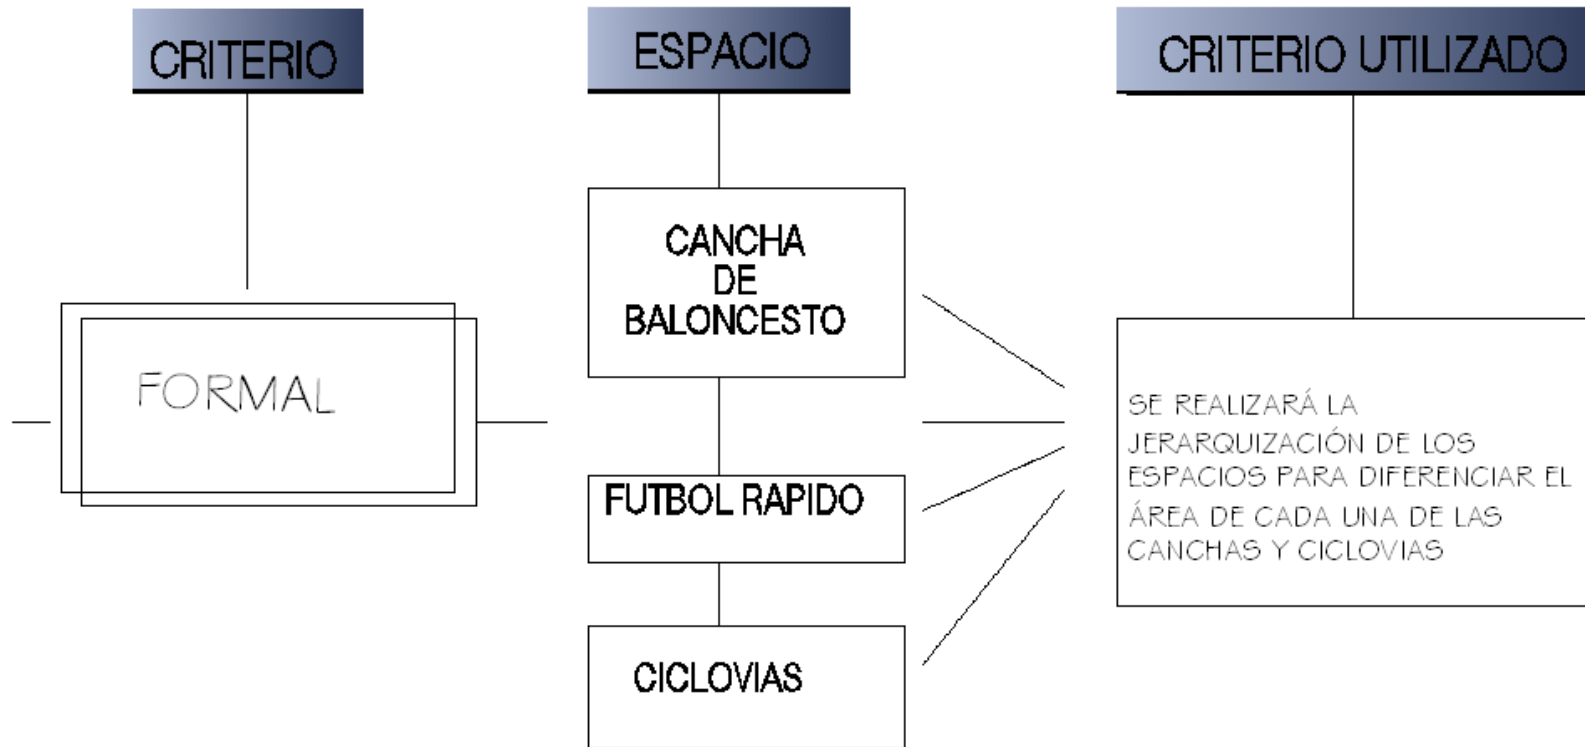 CRITERIO
ESPACIO
CRITERIO UTILIZADO
FORMAL
CANCHA
DE
BALONCESTO
FUTBOL RAPIDO
CICLOVIAS
SE REALIZARÁ LA
JERARQUIZACIÓN DE LOS
ESPACIOS PARA DIFERENCIAR EL
ÁREA DE CADA UNA DE LAS
CANCHAS Y CICLOVIAS